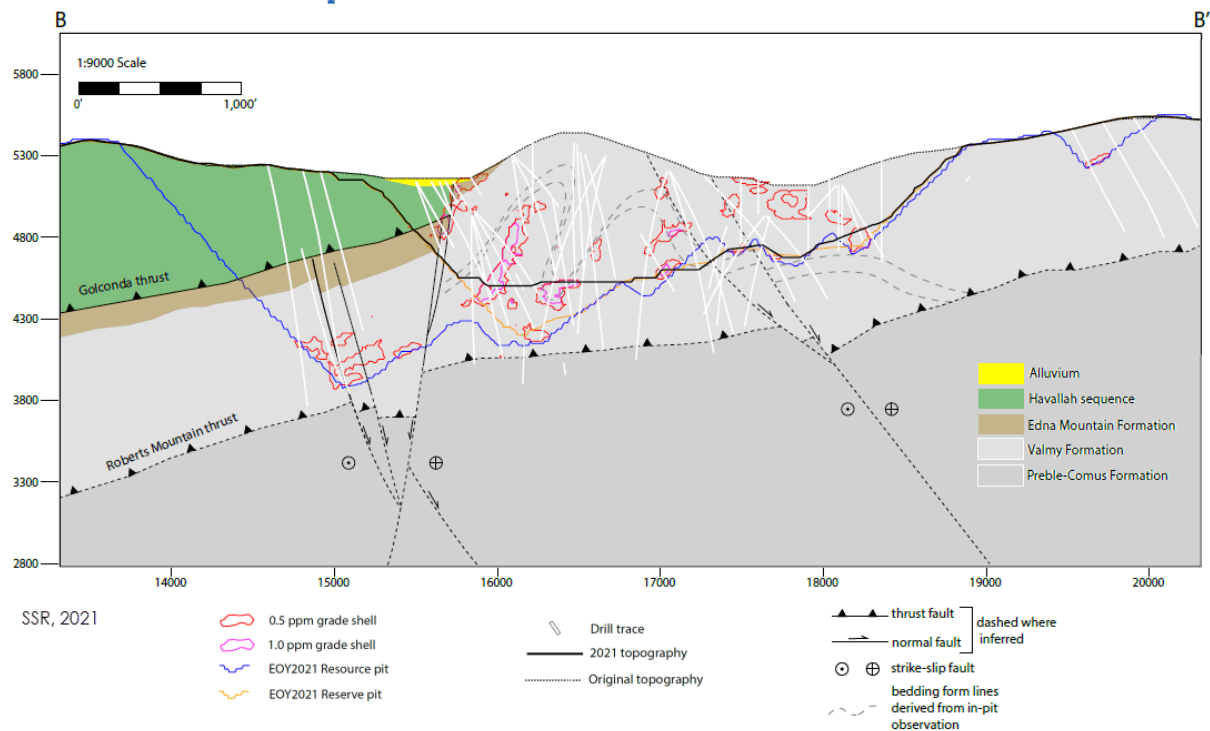 B
B'
1:9000 Scale
0'
1,000'
5800
5300
4800
4300
3800
3300
2800
Golconda thrust
Roberts Mountain thrust
Alluvium
Havallah sequence
Edna Mountain Formation
Valmy Formation
Preble-Comus Formation
14000
15000
16000
17000
18000
19000
20000
SSR, 2021
0.5 ppm grade shell
1.0 ppm grade shell
EOY2021 Resource pit
EOY2021 Reserve pit
Drill trace
2021 topography
Original topography
thrust fault
normal fault
dashed where
inferred
strike-slip fault
bedding form lines
derived from in-pit
observation